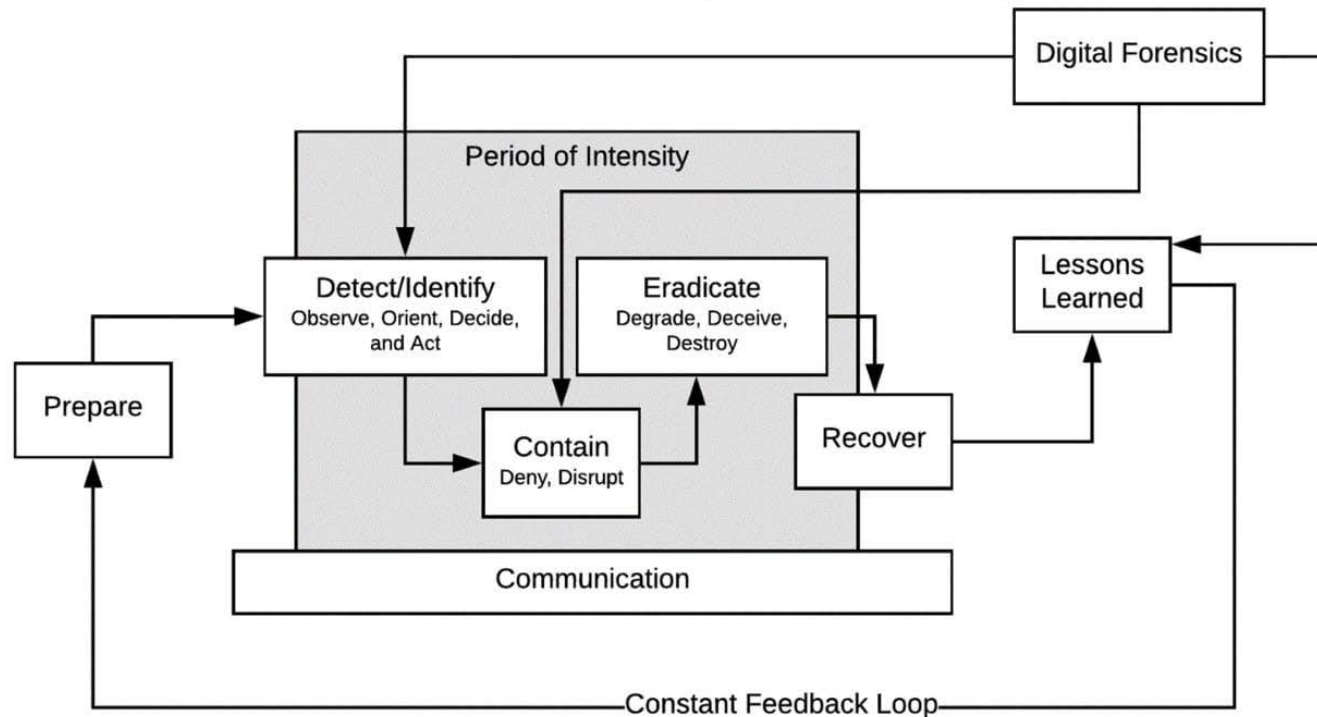 Digital Forensics
Period of Intensity
Detect/Identify
Observe, Orient, Decide,
and Act
Eradicate
Degrade, Deceive,
Destroy
Lessons
Learned
Prepare
Contain
Deny, Disrupt
Recover
Communication
Constant Feedback Loop